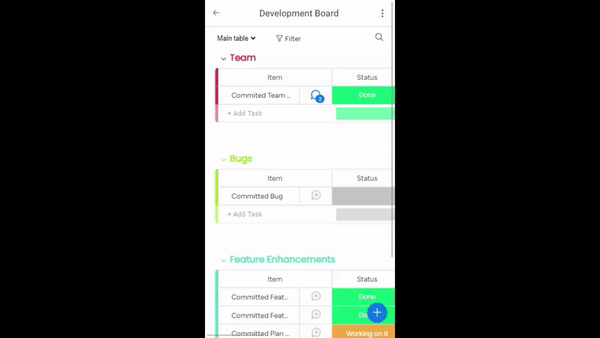 Development Board
Main table Filter
Team
Item Status
Commited Team ... 2 Done
+ Add Task
Bugs
Item Status
Committed Bug
+ Add Task
Feature Enhancements
Item Status
Committed Feat... Done
Committed Feat...
Committed Plan ... Working on it